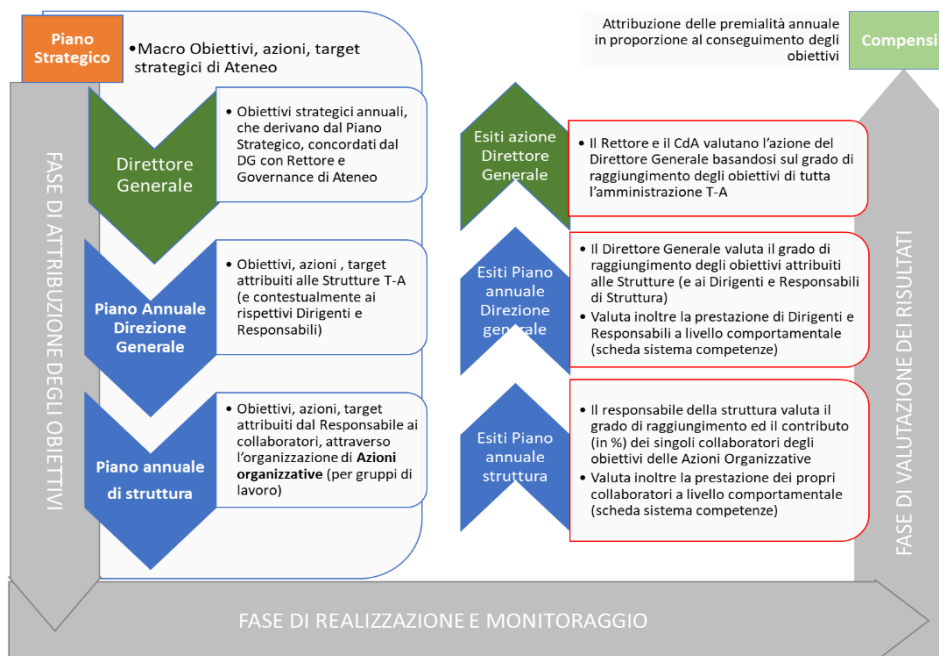 Piano
Strategico
•Macro Obiettivi, azioni, target
strategici di Ateneo
Attribuzione delle premialità annuale
in proporzione al conseguimento degli
obiettivi
Compensi
FASE DI ATTRIBUZIONE DEGLI OBIETTIVI
Direttore
Generale
• Obiettivi strategici annuali,
che derivano dal Piano
Strategico, concordati dal
DG con Rettore e
Governance di Ateneo
Piano Annuale
Direzione
Generale
• Obiettivi, azioni , target
attribuiti alle Strutture T-A
(e contestualmente ai
rispettivi Dirigenti e
Responsabili)
Piano annuale
di struttura
• Obiettivi, azioni, target
attribuiti dal Responsabile ai
collaboratori, attraverso
l’organizzazione di Azioni
organizzative (per gruppi di
lavoro)
Esiti azione
Direttore
Generale
• Il Rettore e il CdA valutano l’azione del
Direttore Generale basandosi sul grado di
raggiungimento degli obiettivi di tutta
l’amministrazione T-A
Esiti Piano
annuale
Direzione
generale
• Il Direttore Generale valuta il grado di
raggiungimento degli obiettivi attribuiti
alle Strutture (e ai Dirigenti e Responsabili
di Struttura)
• Valuta inoltre la prestazione di Dirigenti e
Responsabili a livello comportamentale
(scheda sistema competenze)
Esiti Piano
annuale
struttura
• Il responsabile della struttura valuta il
grado di raggiungimento ed il contributo
(in %) dei singoli collaboratori degli
obiettivi delle Azioni Organizzative
• Valuta inoltre la prestazione dei propri
collaboratori a livello comportamentale
(scheda sistema competenze)
FASE DI VALUTAZIONE DEI RISULTATI
FASE DI REALIZZAZIONE E MONITORAGGIO